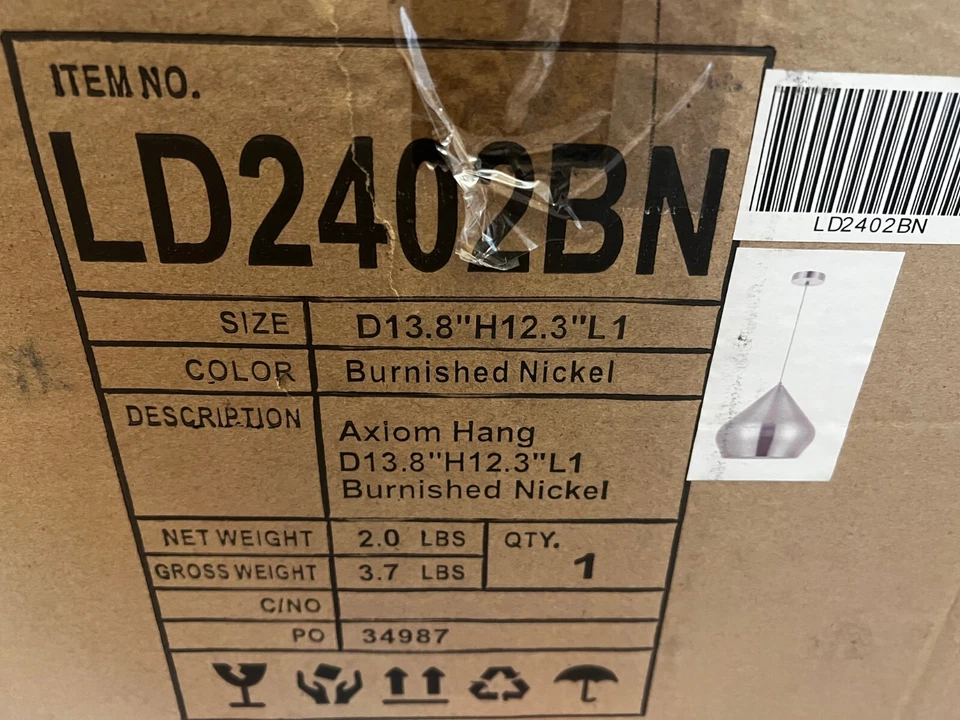 ITEM NO.
LD2402BN
LD2402BN
SIZE D13.8"H12.3"L1
COLOR Burnished Nickel
DESCRIPTION Axiom Hang
D13.8"H12.3"L1
Burnished Nickel
NET WEIGHT 2.0 LBS QTY.
GROSS WEIGHT 3.7 LBS 1
C/NO
PO 34987